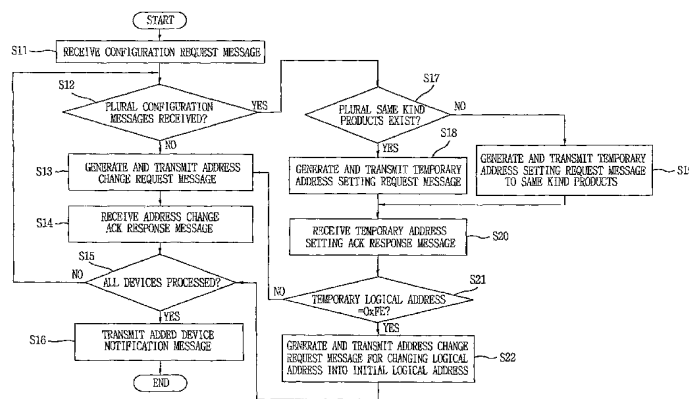 START
S11
RECEIVE CONFIGURATION REQUEST MESSAGE
S12
PLURAL CONFIGURATION
MESSAGES RECEIVED?
YES
NO
S13
GENERATE AND TRANSMIT ADDRESS
CHANGE REQUEST MESSAGE
S14
RECEIVE ADDRESS CHANGE
ACK RESPONSE MESSAGE
S15
NO
ALL DEVICES PROCESSED?
YES
S16
TRANSMIT ADDED DEVICE
NOTIFICATION MESSAGE
END
S17
PLURAL SAME KIND
PRODUCTS EXIST?
NO
YES
S18
GENERATE AND TRANSMIT TEMPORARY
ADDRESS SETTING REQUEST MESSAGE
GENERATE AND TRANSMIT TEMPORARY
ADDRESS SETTING REQUEST MESSAGE
TO SAME KIND PRODUCTS
RECEIVE TEMPORARY ADDRESS
SETTING ACK RESPONSE MESSAGE
S20
S21
NO
TEMPORARY LOGICAL ADDRESS
=0xFE?
YES
GENERATE AND TRANSMIT ADDRESS CHANGE
REQUEST MESSAGE FOR CHANGING LOGICAL
ADDRESS INTO INITIAL LOGICAL ADDRESS
S22